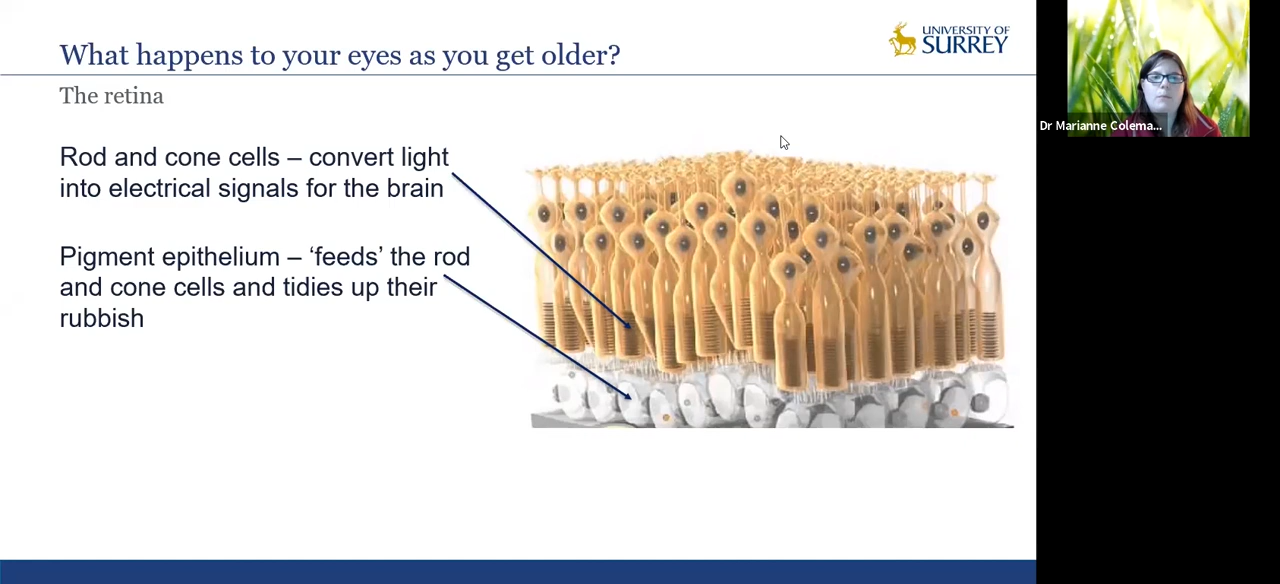 What happens to your eyes as you get older?
UNIVERSITY OF
SURREY
The retina
Rod and cone cells – convert light
into electrical signals for the brain
Pigment epithelium – ‘feeds’ the rod
and cone cells and tidies up their
rubbish
Dr Marianne Colema...